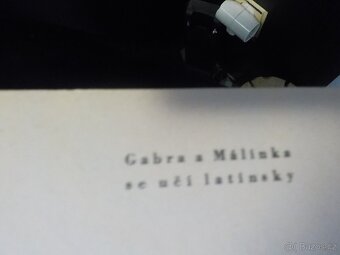 Gabra a Málinka
se učí latinsky